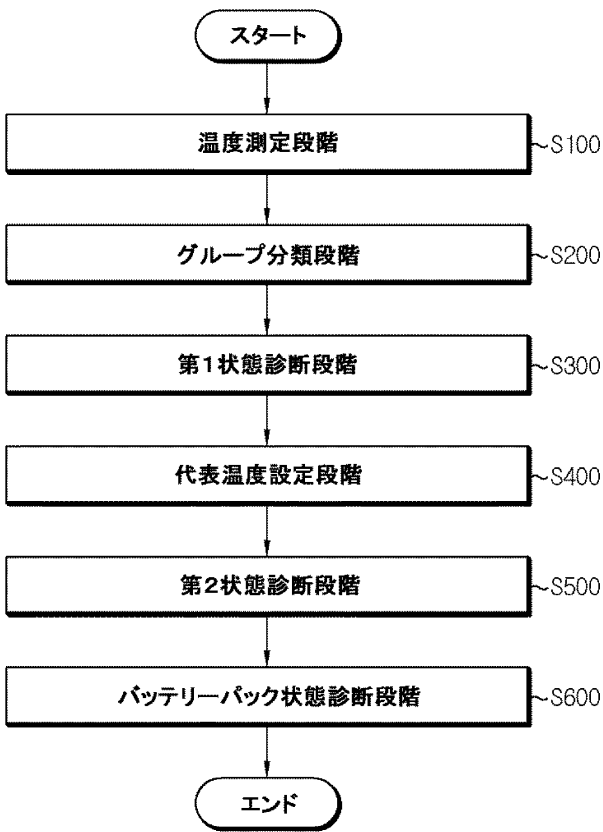 スタート
温度測定段階 ~S100
グループ分類段階 ~S200
第1状態診断段階 ~S300
代表温度設定段階 ~S400
第2状態診断段階 ~S500
バッテリーパック状態診断段階 ~S600
エンド